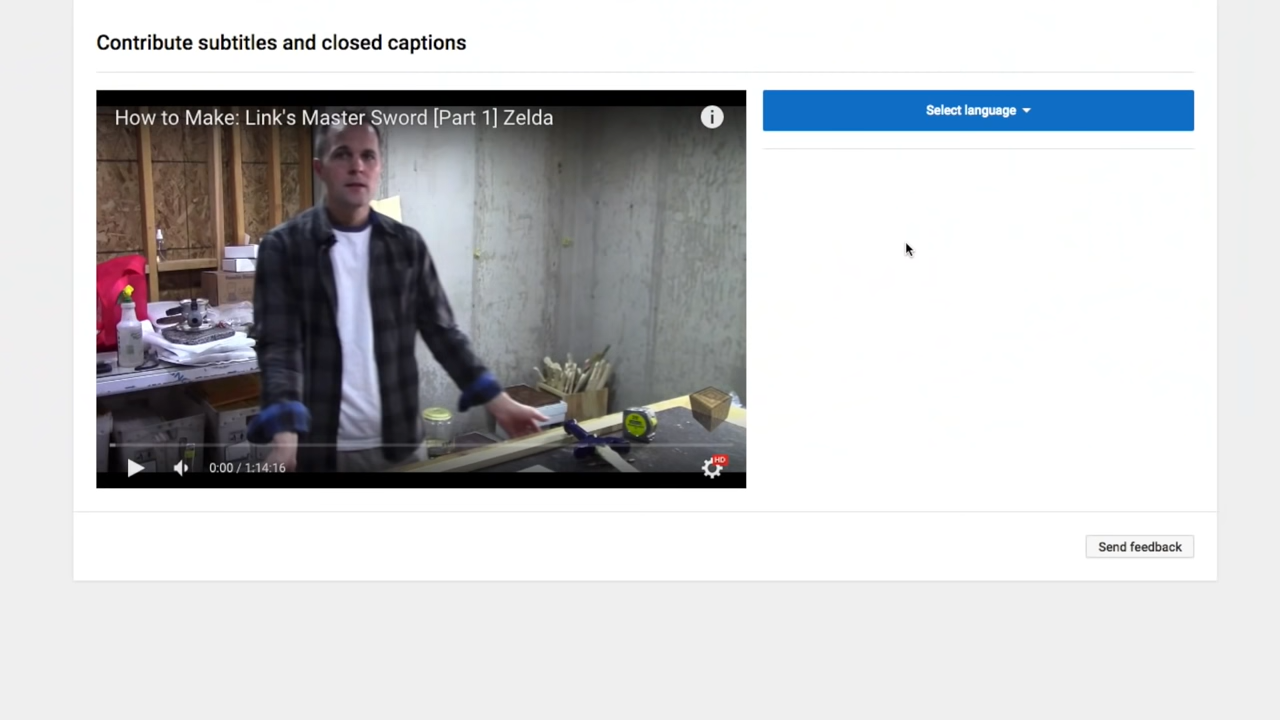 Contribute subtitles and closed captions
How to Make: Link's Master Sword [Part 1] Zelda
Select language
0:00 / 1:14:16
HD
Send feedback